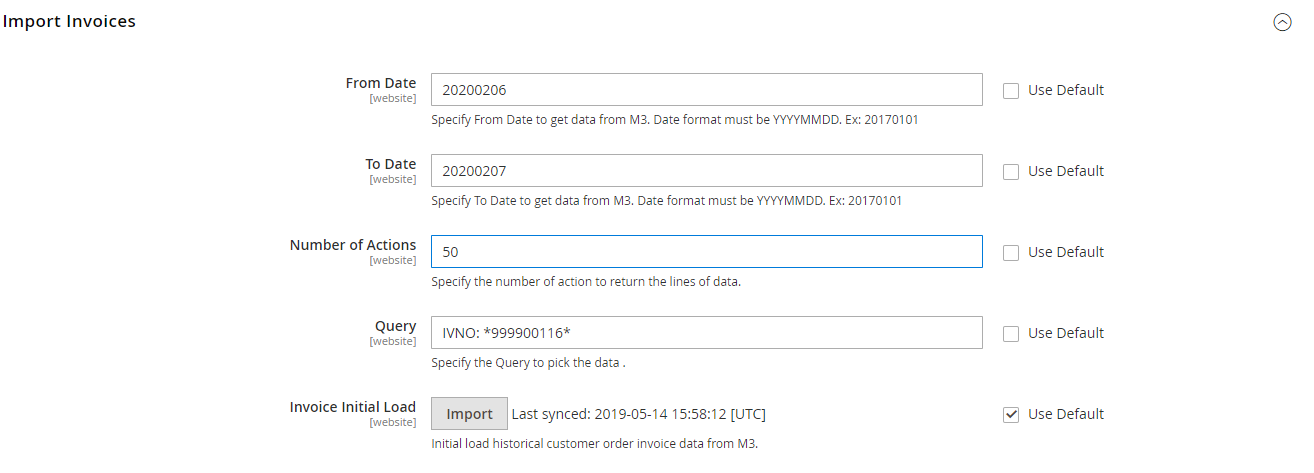 Import Invoices
From Date
20200206
Use Default
[website]
Specify From Date to get data from M3. Date format must be YYYYMMDD. Ex: 20170101
To Date
20200207
Use Default
[website]
Specify To Date to get data from M3. Date format must be YYYYMMDD. Ex: 20170101
Number of Actions
50
Use Default
[website]
Specify the number of action to return the lines of data.
Query
IVNO: *999900116*
Use Default
[website]
Specify the Query to pick the data .
Invoice Initial Load
Import Last synced: 2019-05-14 15:58:12 [UTC]
Use Default
[website]
Initial load historical customer order invoice data from M3.